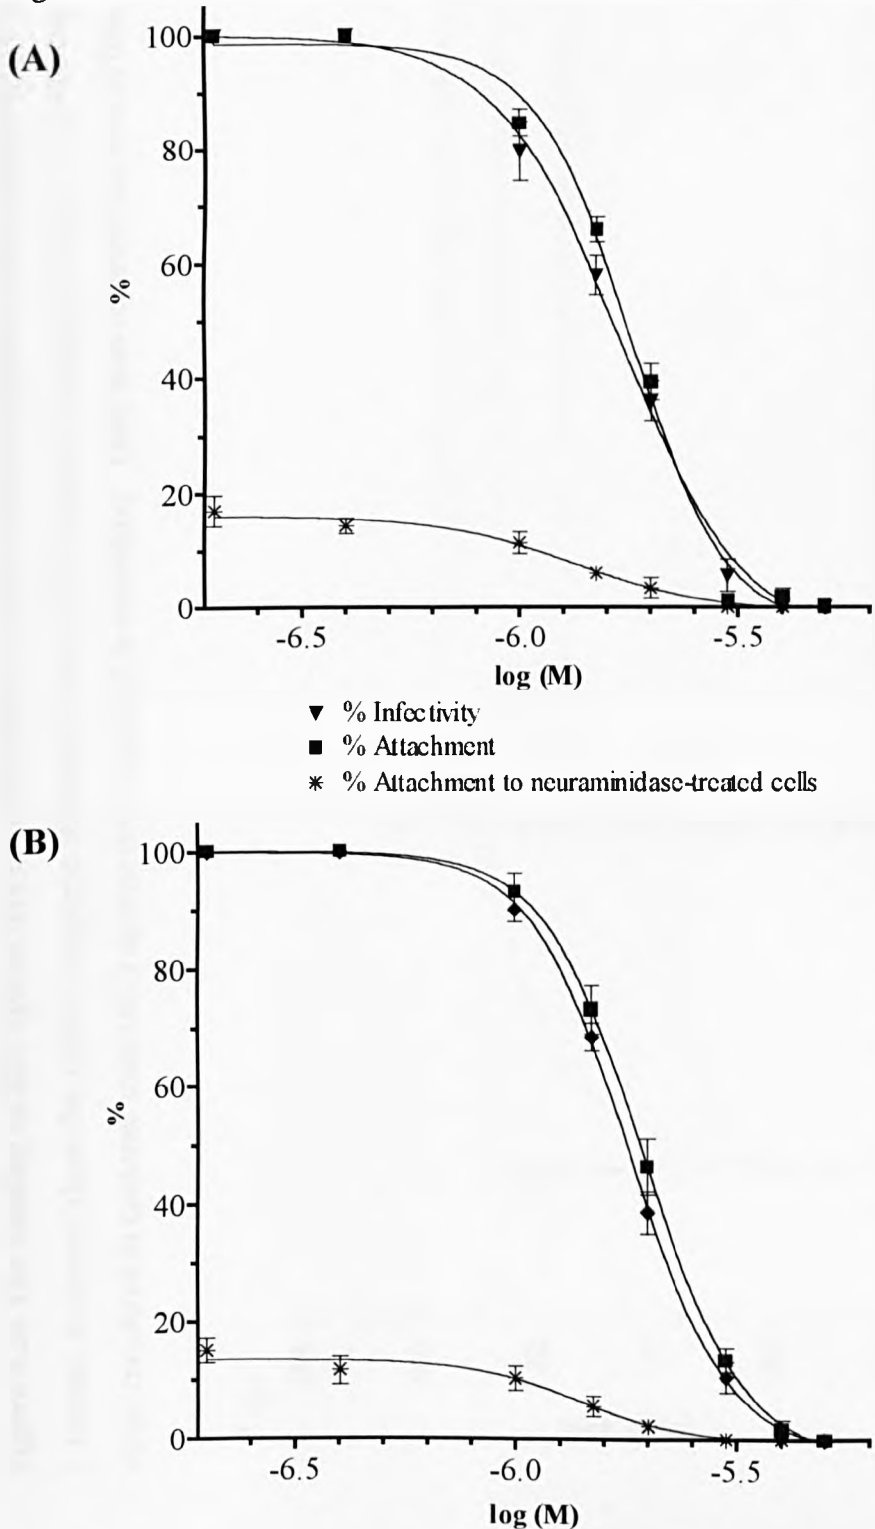 (A)
100
80
60
40
20
0
%
-6.5
-6.0
-5.5
log (M)
▼ % Infectivity
■ % Attachment
✳ % Attachment to neuraminidase-treated cells
(B)
100
80
60
40
20
0
%
-6.5
-6.0
-5.5
log (M)